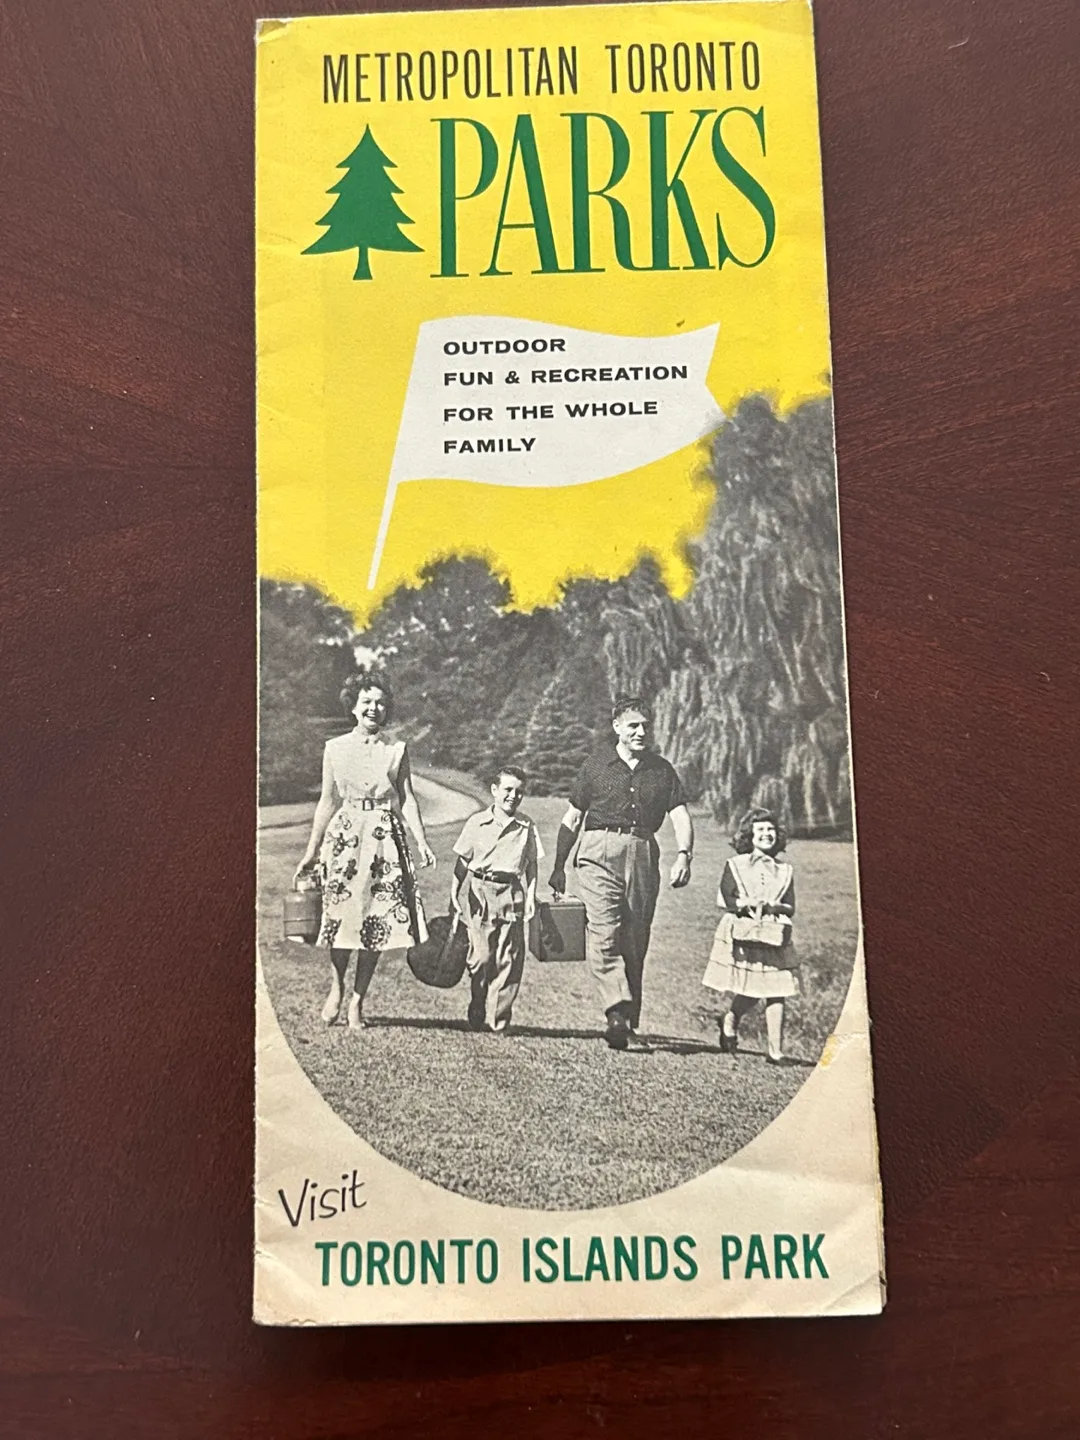 METROPOLITAN TORONTO
PARKS
OUTDOOR
FUN & RECREATION
FOR THE WHOLE
FAMILY
Visit
TORONTO ISLANDS PARK